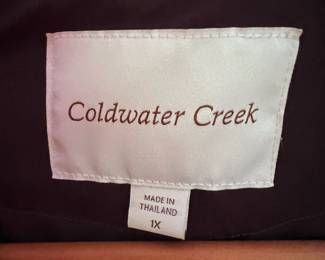 Coldwater Creek
MADE IN
THAILAND
1X